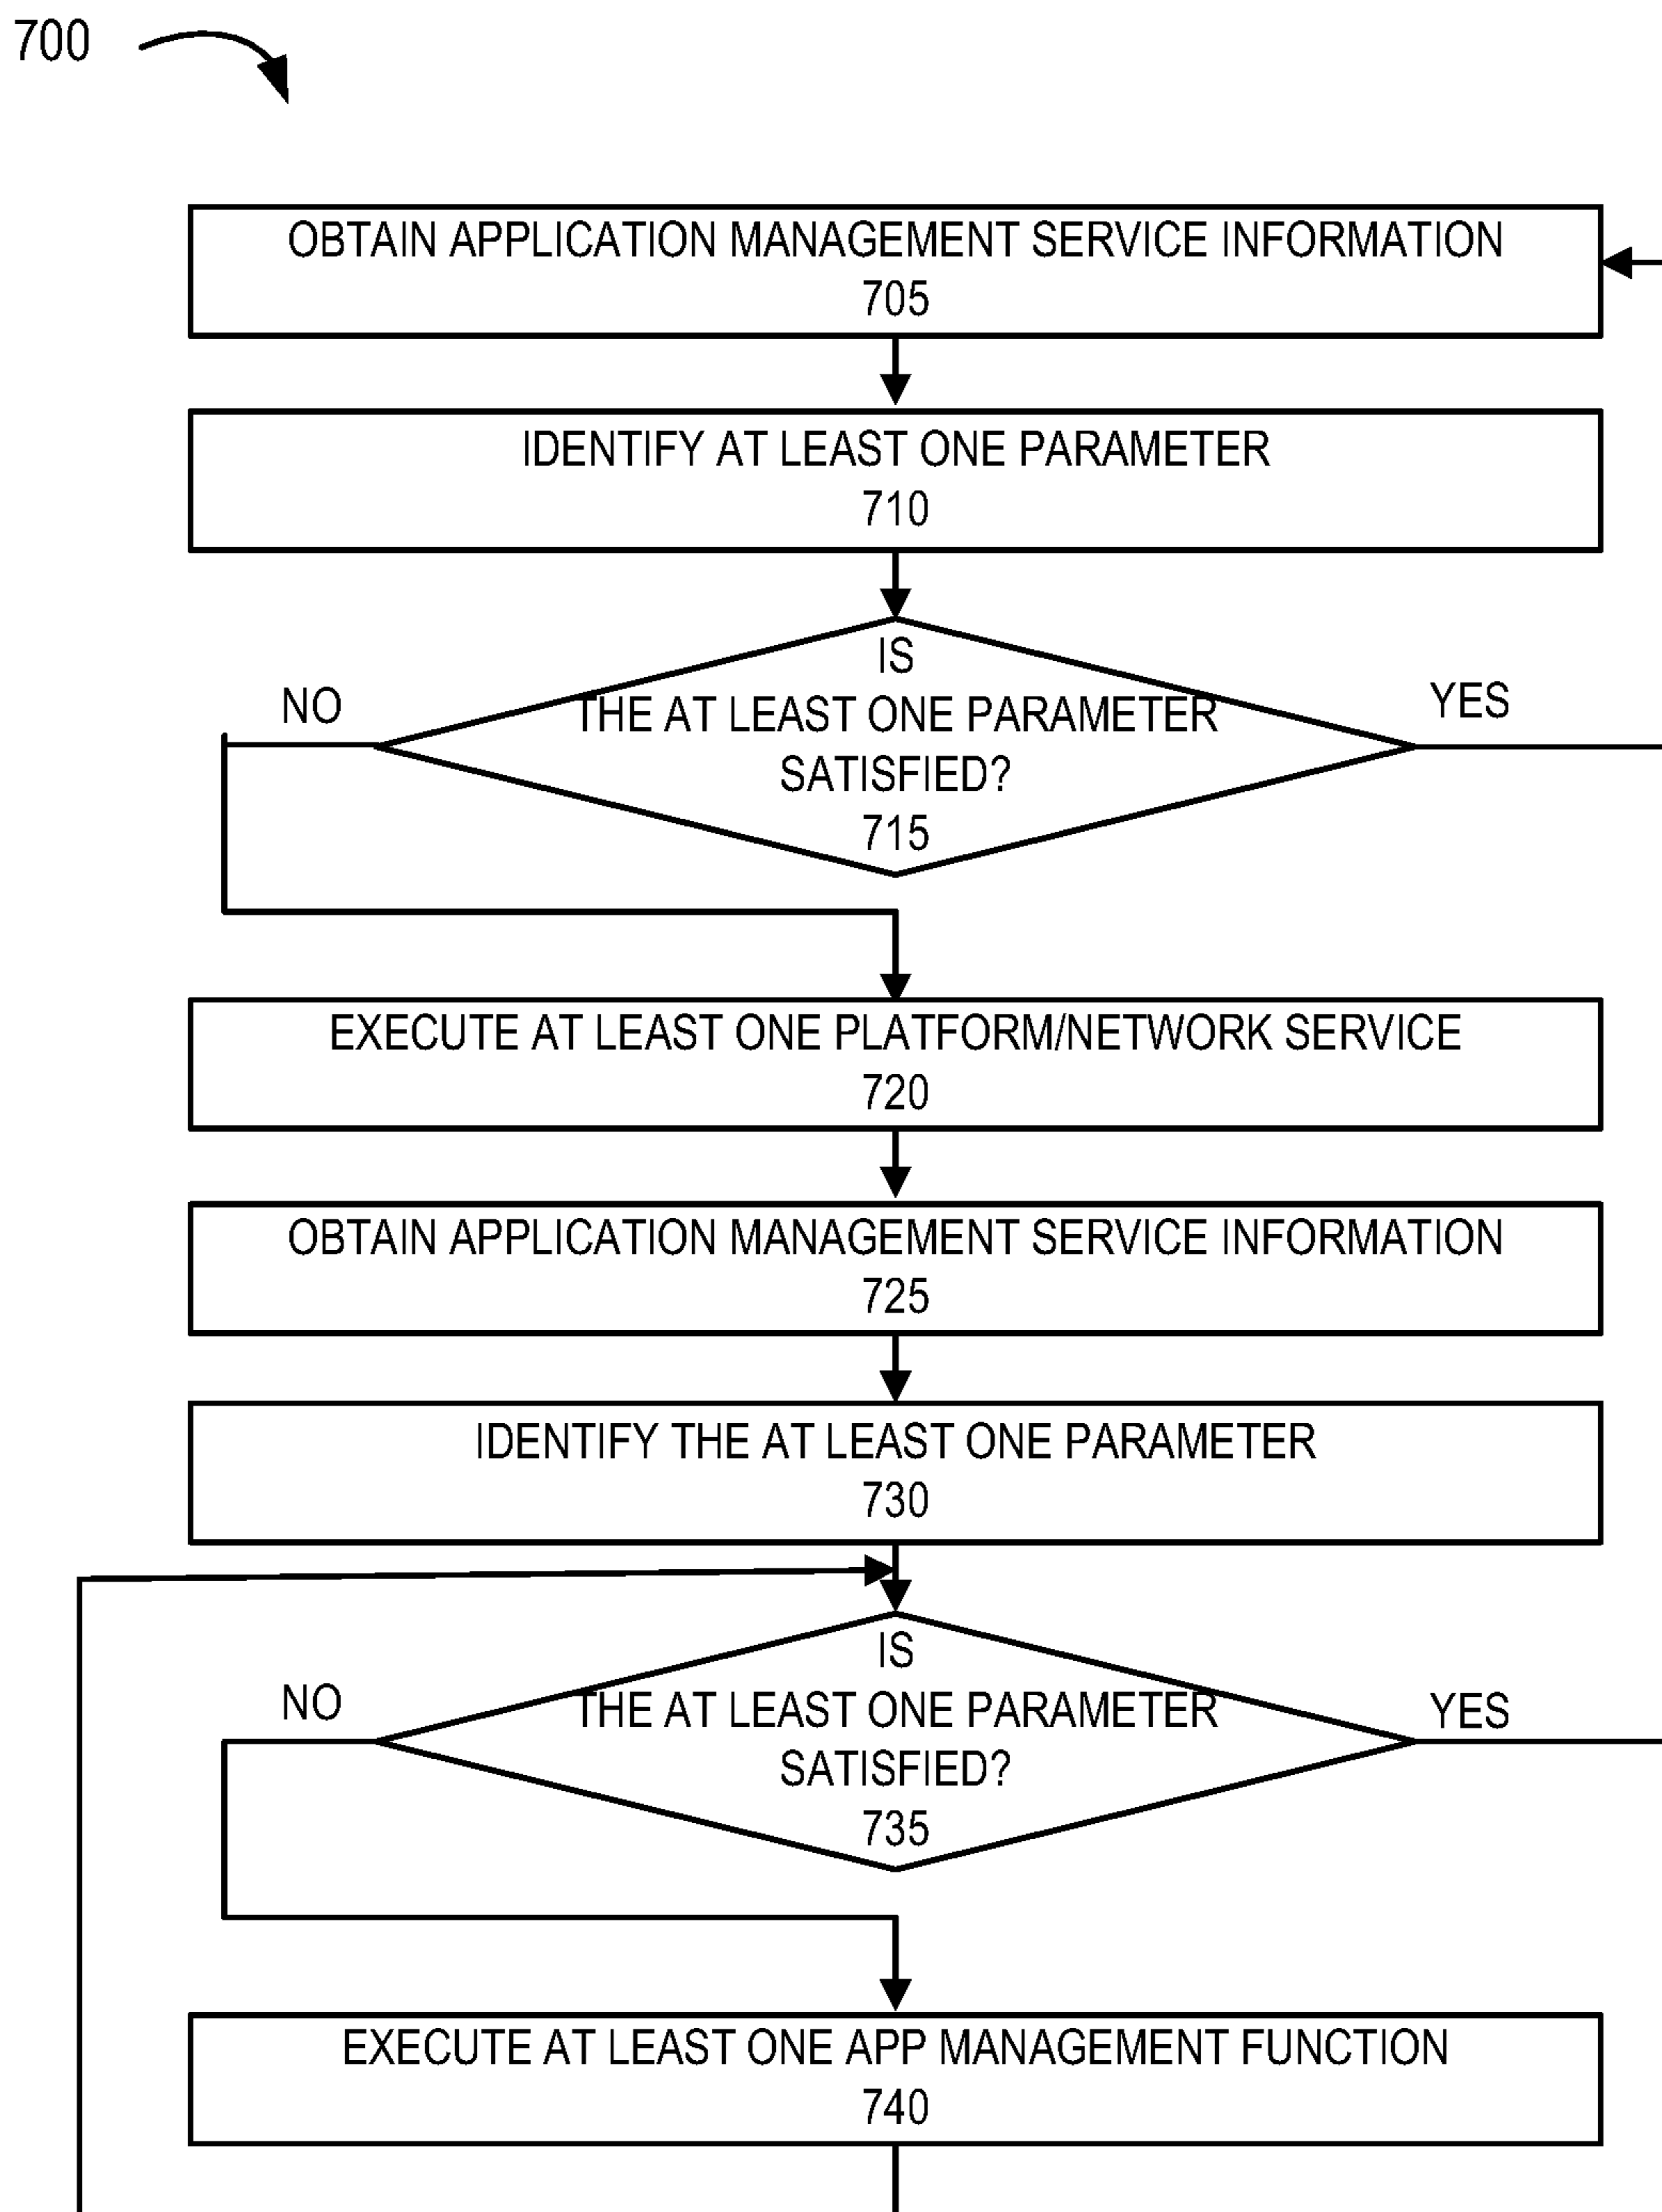 700
OBTAIN APPLICATION MANAGEMENT SERVICE INFORMATION
705
IDENTIFY AT LEAST ONE PARAMETER
710
IS
THE AT LEAST ONE PARAMETER
SATISFIED?
715
NO
YES
EXECUTE AT LEAST ONE PLATFORM/NETWORK SERVICE
720
OBTAIN APPLICATION MANAGEMENT SERVICE INFORMATION
725
IDENTIFY THE AT LEAST ONE PARAMETER
730
IS
THE AT LEAST ONE PARAMETER
SATISFIED?
735
NO
YES
EXECUTE AT LEAST ONE APP MANAGEMENT FUNCTION
740